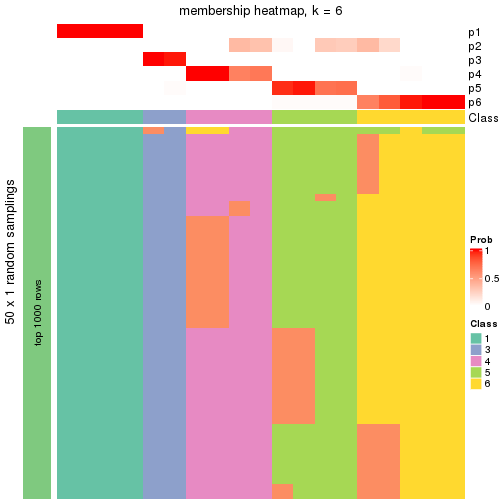 membership heatmap, k = 6
p1
p2
p3
p4
p5
p6
Class
50 x 1 random samplings
top 1000 rows
Prob
1
0.5
0
Class
1
3
4
5
6